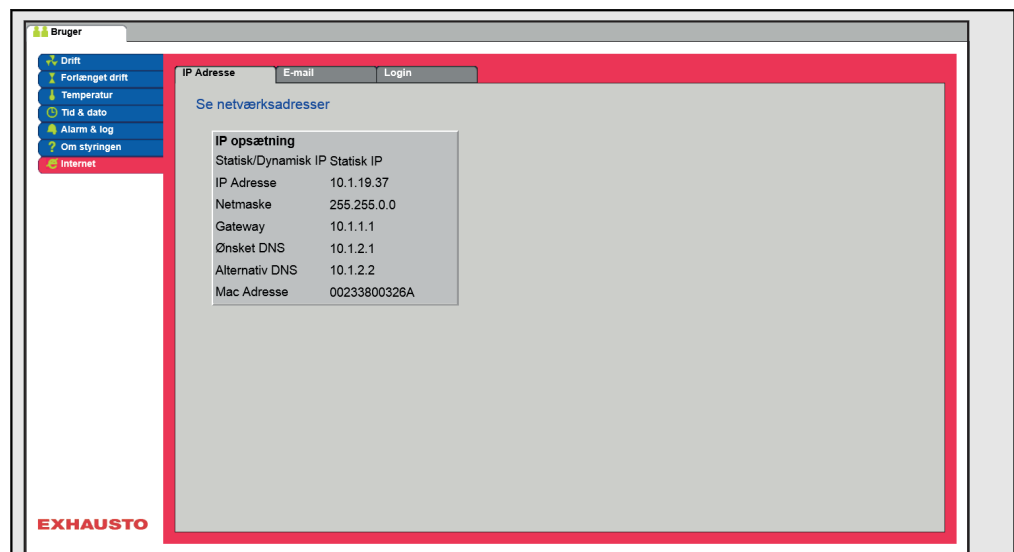 Bruger
Drift
Forlænget drift
Temperatur
Tid & dato
Alarm & log
Om styringen
Internet
IP Adresse E-mail Login
Se netværksadresser
IP opsætning
Statisk/Dynamisk IP Statisk IP
IP Adresse 10.1.19.37
Netmaske 255.255.0.0
Gateway 10.1.1.1
Ønsket DNS 10.1.2.1
Alternativ DNS 10.1.2.2
Mac Adresse 00233800326A
EXHAUSTO